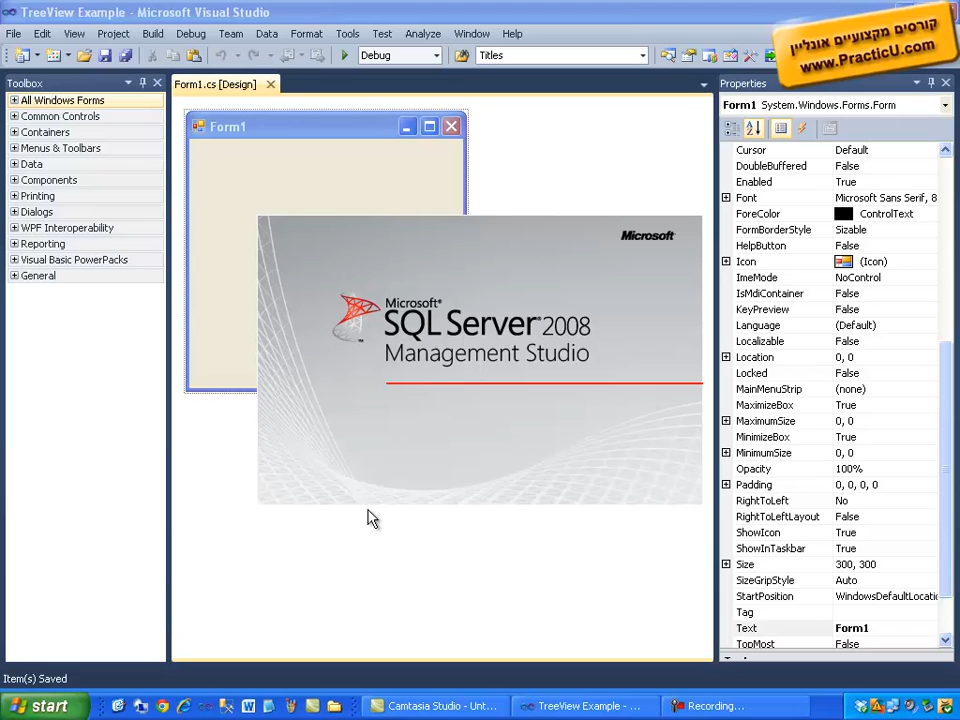 TreeView Example - Microsoft Visual Studio
File Edit View Project Build Debug Team Data Format Tools Test Analyze Window Help
Debug
Titles
קורסים מקצועיים אונליין
www.PracticU.com
Toolbox
All Windows Forms
Common Controls
Containers
Menus & Toolbars
Data
Components
Printing
Dialogs
WPF Interoperability
Reporting
Visual Basic PowerPacks
General
Form1.cs [Design]
Form1
Microsoft
Microsoft®
SQL Server® 2008
Management Studio
Properties
Form1 System.Windows.Forms.Form
Cursor Default
DoubleBuffered False
Enabled True
Font Microsoft Sans Serif, 8
ForeColor ControlText
FormBorderStyle Sizable
HelpButton False
Icon (Icon)
ImeMode NoControl
IsMdiContainer False
KeyPreview False
Language (Default)
Localizable False
Location 0, 0
Locked False
MainMenuStrip (none)
MaximizeBox True
MaximumSize 0, 0
MinimizeBox True
MinimumSize 0, 0
Opacity 100%
Padding 0, 0, 0, 0
RightToLeft No
RightToLeftLayout False
ShowIcon True
ShowInTaskbar True
Size 300, 300
SizeGripStyle Auto
StartPosition WindowsDefaultLocatio
Tag
Text Form1
TopMost False
Item(s) Saved
start
Camtasia Studio - Unt...
TreeView Example - ...
Recording...